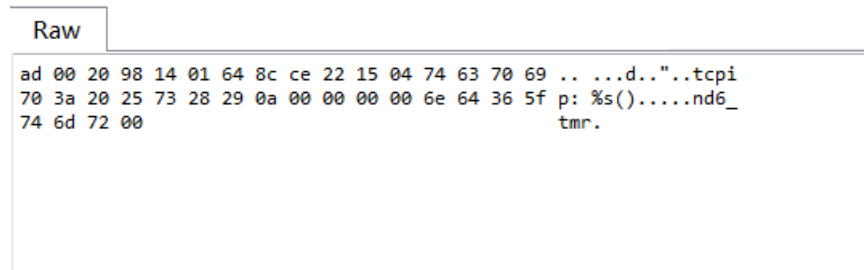 Raw
ad 00 20 98 14 01 64 8c ce 22 15 04 74 63 70 69 .. ...d.."..tcpi
70 3a 20 25 73 28 29 0a 00 00 00 00 6e 64 36 5f p: %s().....nd6_
74 6d 72 00 tmr.